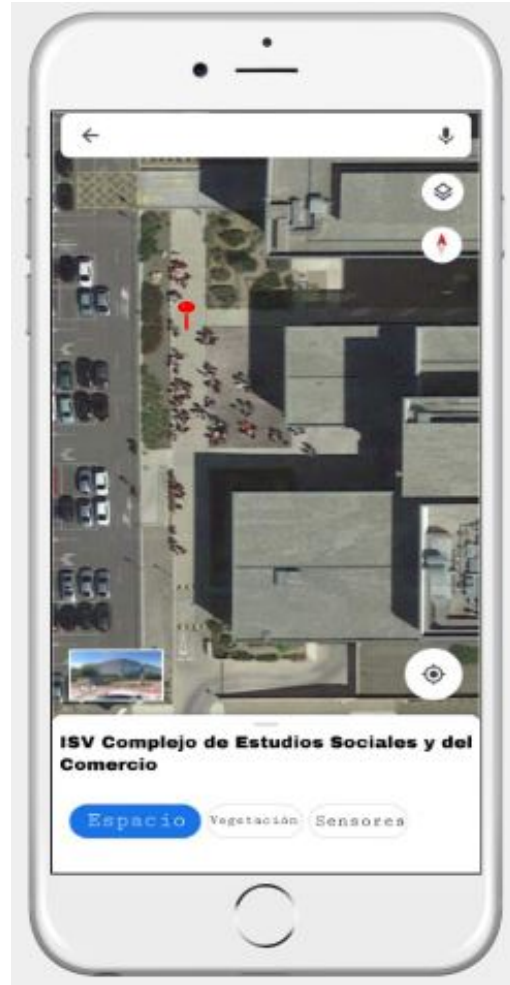 ISV Complejo de Estudios Sociales y del
Comercio
Espacio Vegetación Sensores